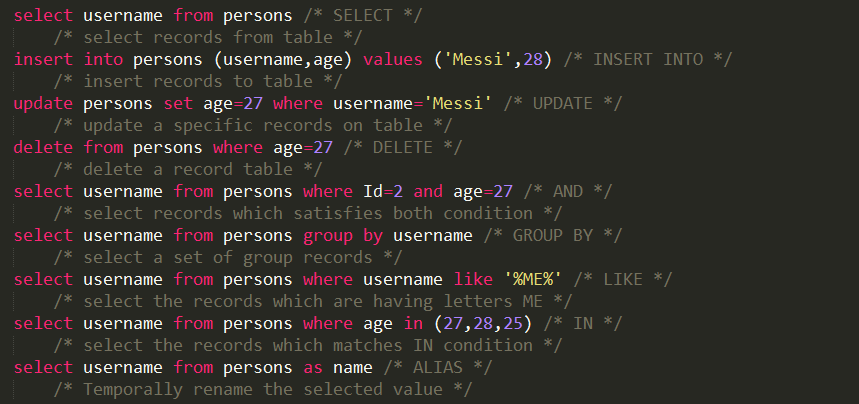 select username from persons /* SELECT */
/* select records from table */
insert into persons (username,age) values ('Messi',28) /* INSERT INTO */
/* insert records to table */
update persons set age=27 where username='Messi' /* UPDATE */
/* update a specific records on table */
delete from persons where age=27 /* DELETE */
/* delete a record table */
select username from persons where Id=2 and age=27 /* AND */
/* select records which satisfies both condition */
select username from persons group by username /* GROUP BY */
/* select a set of group records */
select username from persons where username like '%ME%' /* LIKE */
/* select the records which are having letters ME */
select username from persons where age in (27,28,25) /* IN */
/* select the records which matches IN condition */
select username from persons as name /* ALIAS */
/* Temporally rename the selected value */